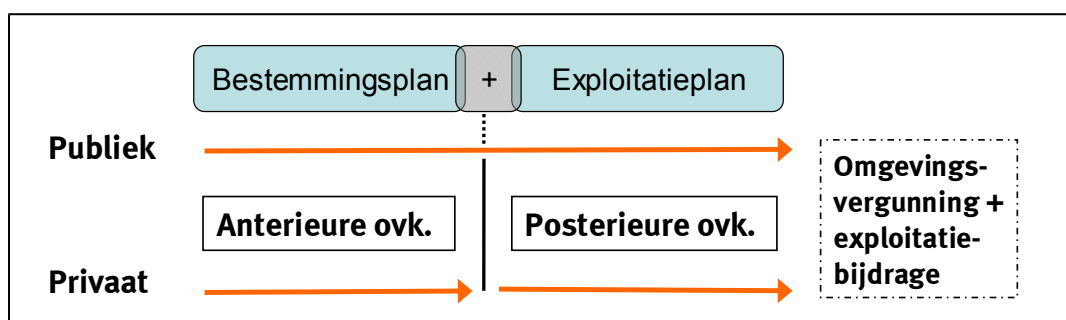 Bestemmingsplan + Exploitatieplan
Publiek
Omgevings-
vergunning +
exploitatie-
bijdrage
Anterieure ovk. Posterieure ovk.
Privaat